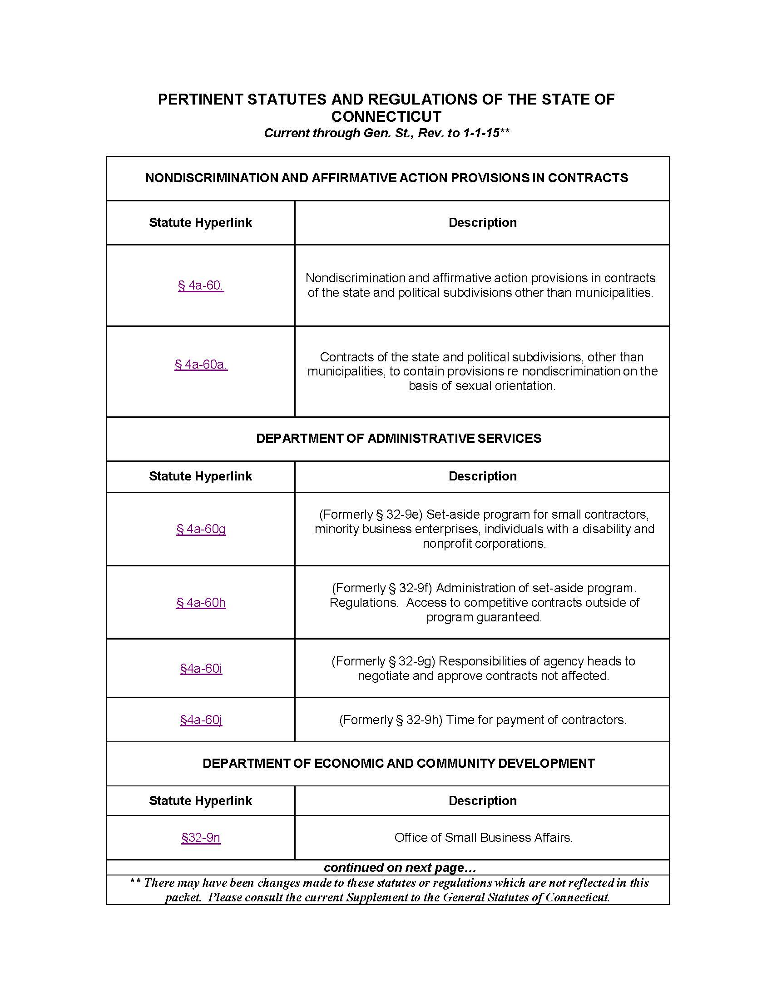 PERTINENT STATUTES AND REGULATIONS OF THE STATE OF
CONNECTICUT
Current through Gen. St., Rev. to 1-1-15**
NONDISCRIMINATION AND AFFIRMATIVE ACTION PROVISIONS IN CONTRACTS
Statute Hyperlink
Description
§ 4a-60.
Nondiscrimination and affirmative action provisions in contracts
of the state and political subdivisions other than municipalities.
§ 4a-60a.
Contracts of the state and political subdivisions, other than
municipalities, to contain provisions re nondiscrimination on the
basis of sexual orientation.
DEPARTMENT OF ADMINISTRATIVE SERVICES
Statute Hyperlink
Description
§ 4a-60g
(Formerly § 32-9e) Set-aside program for small contractors,
minority business enterprises, individuals with a disability and
nonprofit corporations.
§ 4a-60h
(Formerly § 32-9f) Administration of set-aside program.
Regulations.  Access to competitive contracts outside of
program guaranteed.
§4a-60i
(Formerly § 32-9g) Responsibilities of agency heads to
negotiate and approve contracts not affected.
§4a-60j
(Formerly § 32-9h) Time for payment of contractors.
DEPARTMENT OF ECONOMIC AND COMMUNITY DEVELOPMENT
Statute Hyperlink
Description
§32-9n
Office of Small Business Affairs.
continued on next page…
** There may have been changes made to these statutes or regulations which are not reflected in this
packet.  Please consult the current Supplement to the General Statutes of Connecticut.